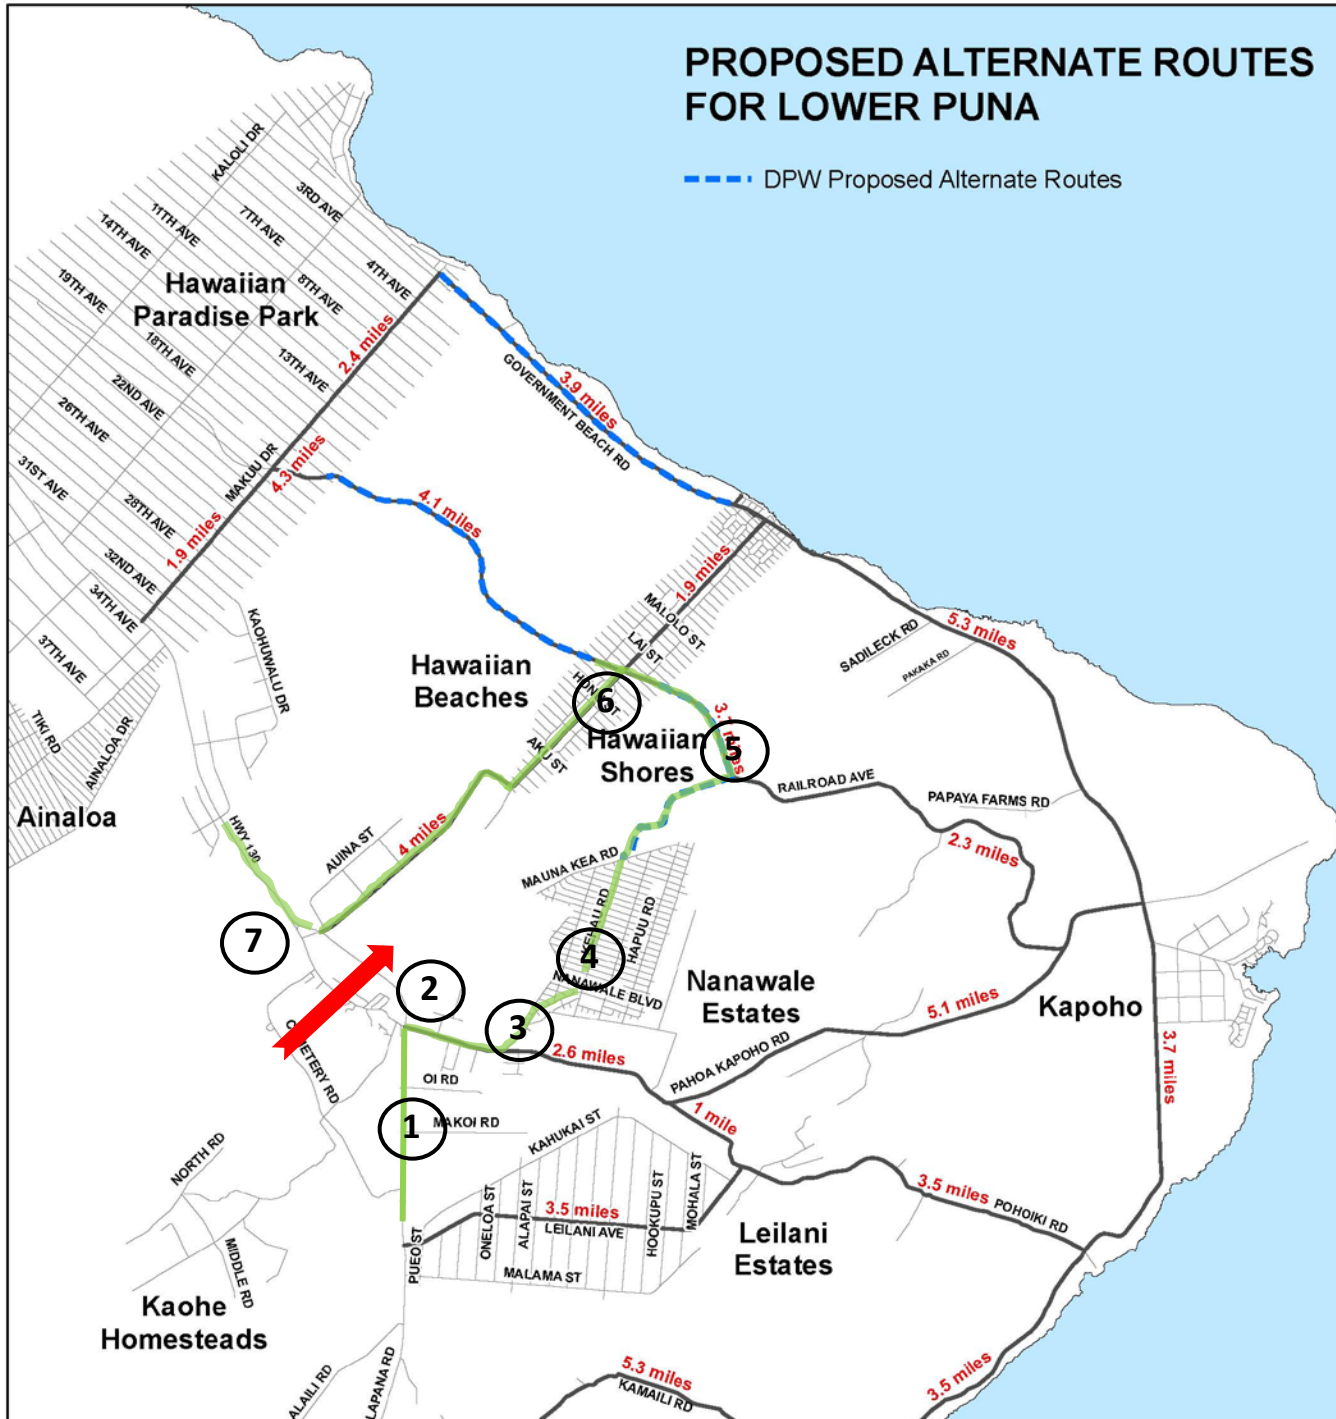 PROPOSED ALTERNATE ROUTES
FOR LOWER PUNA
DPW Proposed Alternate Routes
KALOLI DR
3RD AVE
11TH AVE
7TH AVE
14TH AVE
4TH AVE
8TH AVE
19TH AVE
Hawaiian
Paradise Park
18TH AVE
13TH AVE
2.4 miles
22ND AVE
26TH AVE
GOVERNMENT BEACH RD
3.9 miles
31ST AVE
MAKUU DR
4.3 miles
28TH AVE
4.1 miles
1.9 miles
32ND AVE
34TH AVE
37TH AVE
KAOHUWALU DR
1.9 miles
MALOLO ST
LAI ST
5.3 miles
SADILECK RD
PAKAKA RD
Hawaiian
Beaches
6
TIKI RD
AINALOA DR
AKU ST
Hawaiian
Shores
miles
5
RAILROAD AVE
PAPAYA FARMS RD
Ainaloa
HWY 130
AUINA ST
4 miles
2.3 miles
MAUNA KEA RD
HAPUU RD
7
4
NANAWALE BLVD
2
Nanawale
Estates
5.1 miles
Kapoho
3
2.6 miles
PAHOA KAPOHO RD
3.7 miles
OI RD
1 mile
1
MAKOI RD
KAHUKAI ST
NORTH RD
ONELOA ST
ALAPAI ST
3.5 miles
LEILANI AVE
HOOKUPU ST
MOHALA ST
3.5 miles
POHOIKI RD
Leilani
Estates
PUEO ST
MALAMA ST
MIDDLE RD
Kaohe
Homesteads
ALAILI RD
LAPANA RD
5.3 miles
KAMAILI RD
3.5 miles